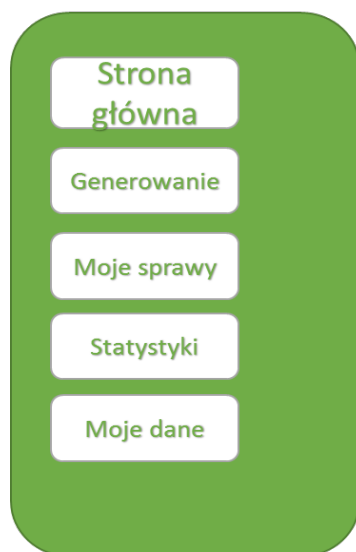 Strona
główna
Generowanie
Moje sprawy
Statystyki
Moje dane